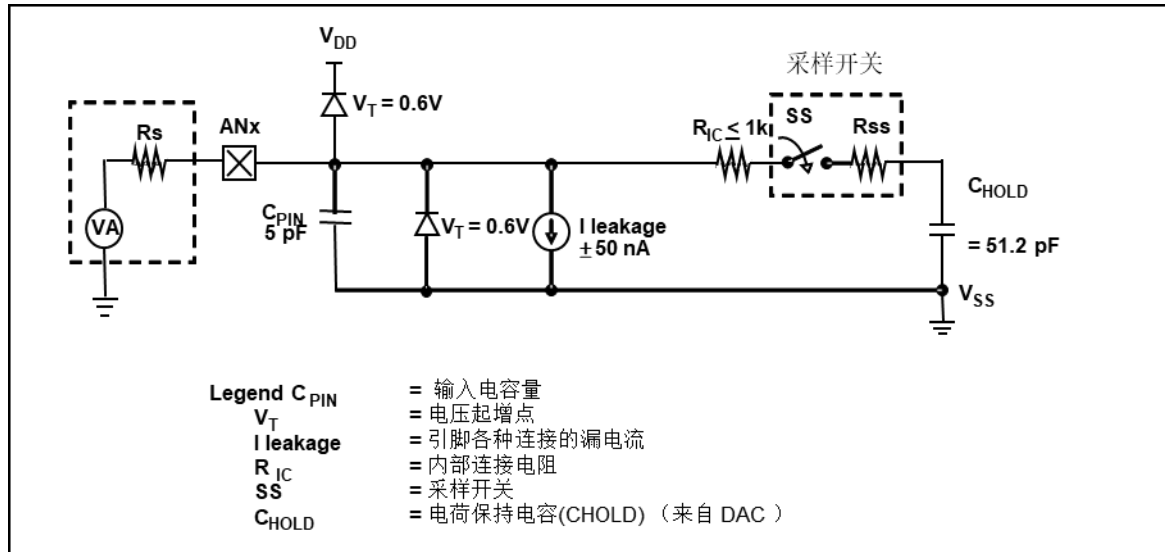 V_DD
采样开关
V_T = 0.6V
Rs
ANx
R_IC ≤ 1k
SS
Rss
C_HOLD
= 51.2 pF
VA
C_PIN
5 pF
V_T = 0.6V
I leakage
± 50 nA
V_SS
Legend C_PIN = 输入电容量
V_T = 电压起增点
I leakage = 引脚各种连接的漏电流
R_IC = 内部连接电阻
SS = 采样开关
C_HOLD = 电荷保持电容(CHOLD) （来自 DAC ）